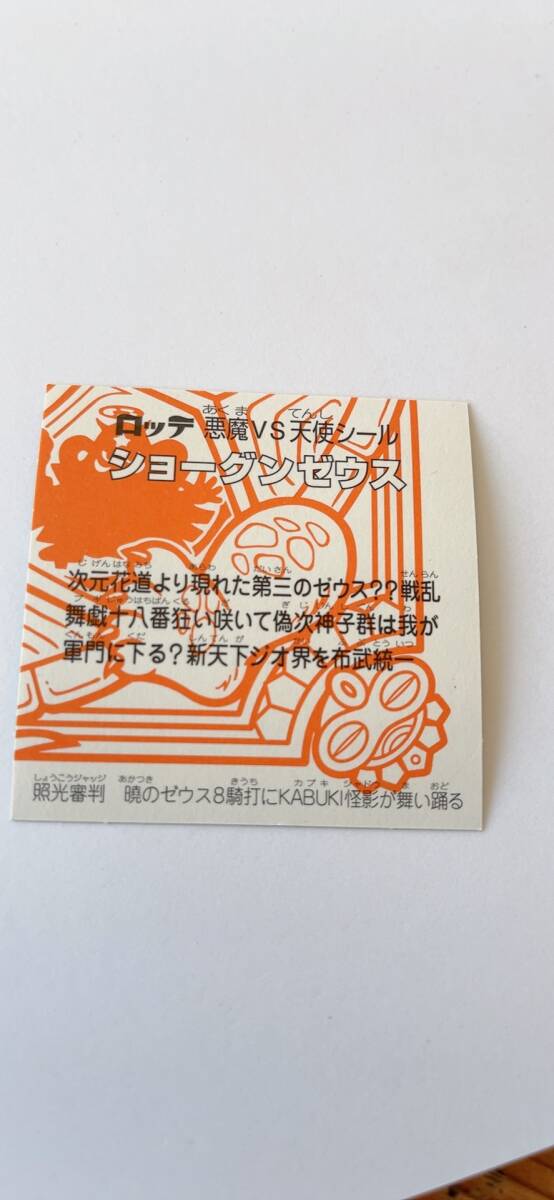 ロッテ 悪魔VS天使シール
ショーグンゼウス
次元花道より現れた第三のゼウス??戦乱
舞戯十八番狂い咲いて偽次神子群は我が
軍門に下る?新天下ジオ界を布武統一
照光審判 暁のゼウス8騎打にKABUKI怪影が舞い踊る